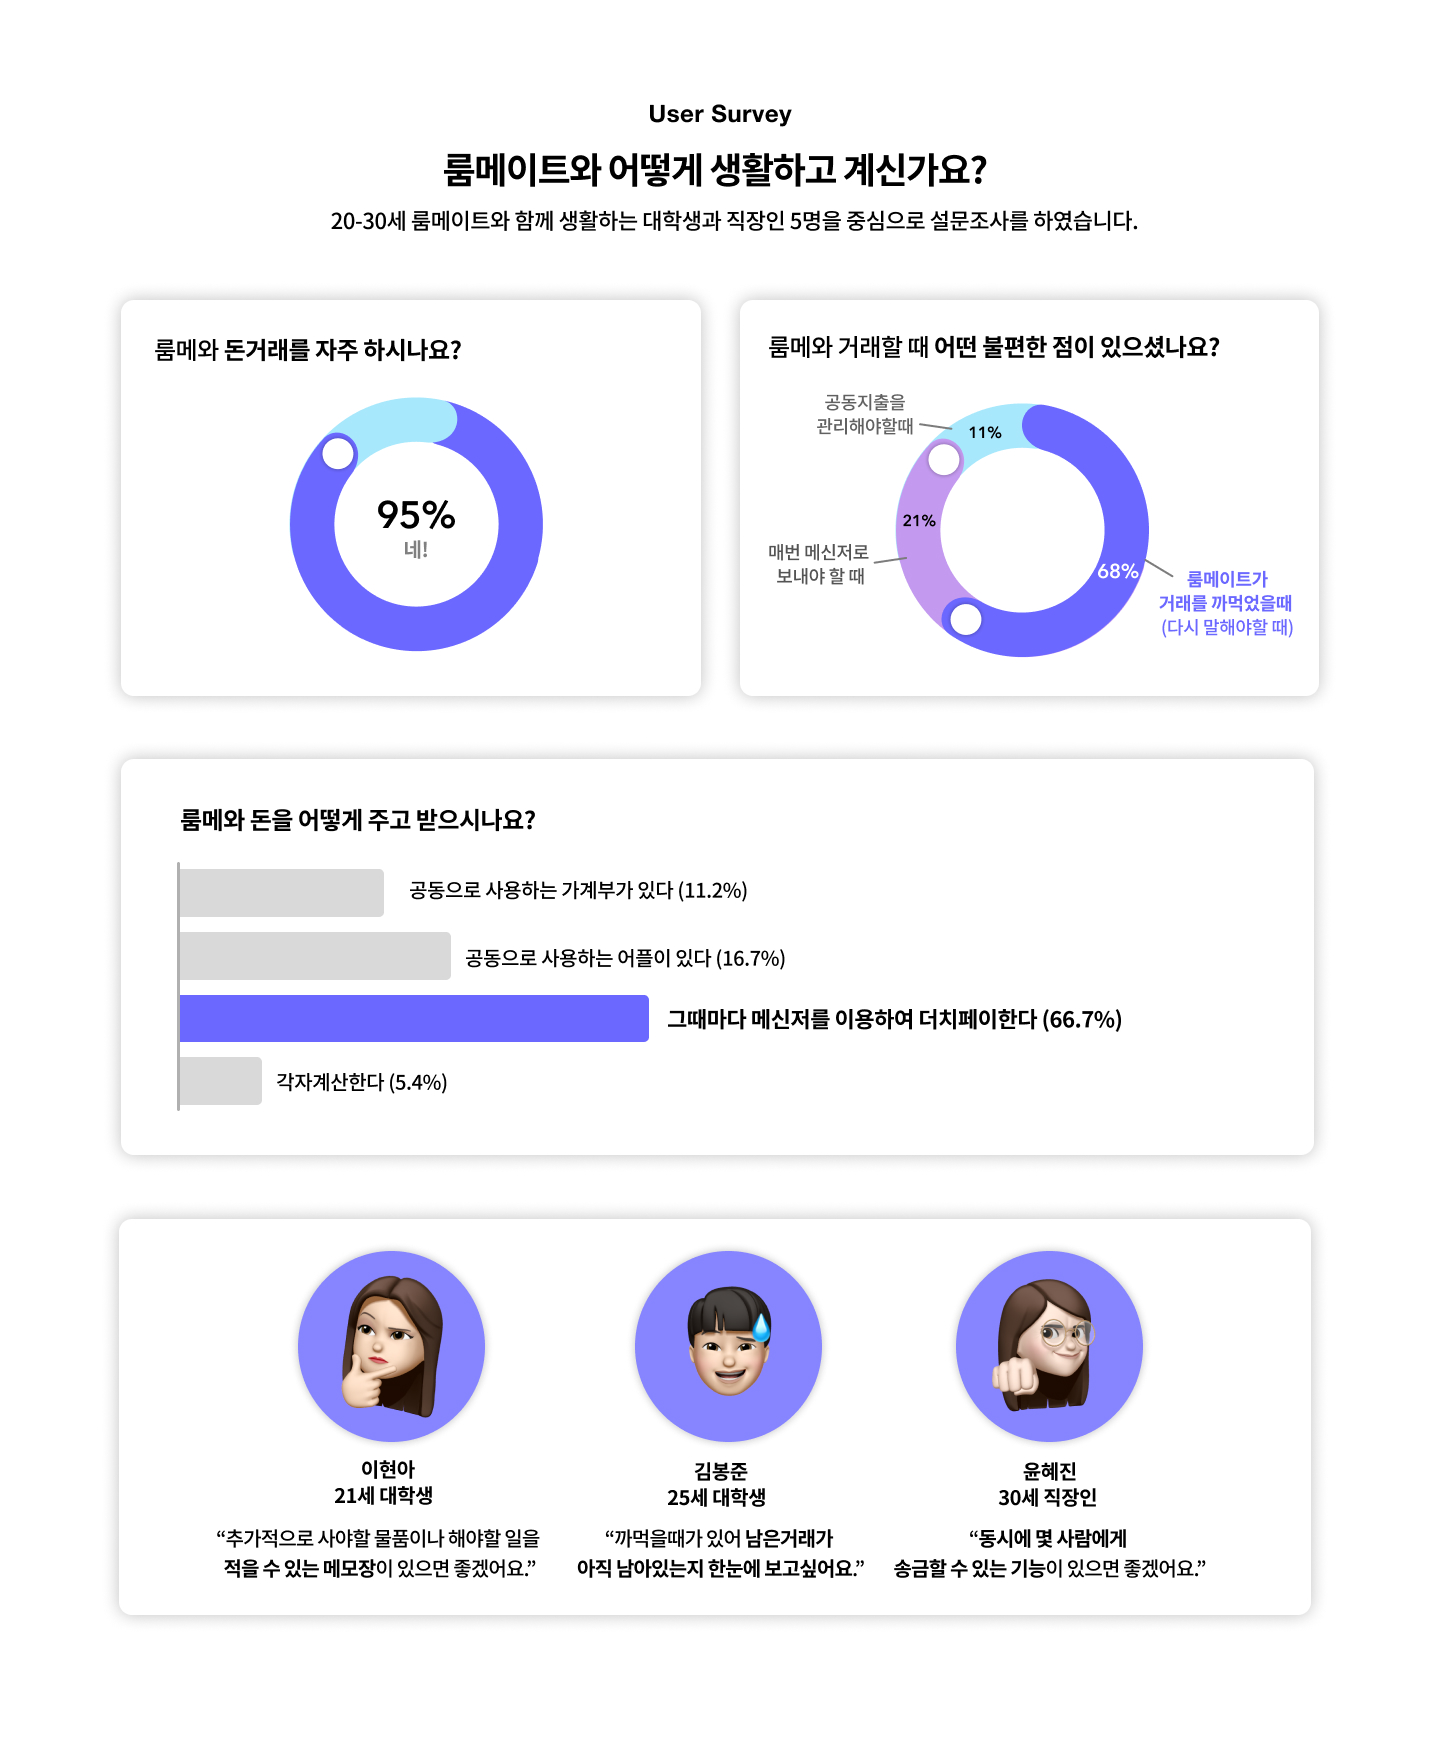 User Survey
룸메이트와 어떻게 생활하고 계신가요?
20-30세 룸메이트와 함께 생활하는 대학생과 직장인 5명을 중심으로 설문조사를 하였습니다.
룸메와 돈거래를 자주 하시나요?
95%
네!
룸메와 거래할 때 어떤 불편한 점이 있으셨나요?
공동지출을
관리해야할때
11%
21%
매번 메신저로
보내야 할 때
68%
룸메이트가
거래를 까먹었을때
(다시 말해야할 때)
룸메와 돈을 어떻게 주고 받으시나요?
공동으로 사용하는 가계부가 있다 (11.2%)
공동으로 사용하는 어플이 있다 (16.7%)
그때마다 메신저를 이용하여 더치페이한다 (66.7%)
각자계산한다 (5.4%)
이현아
21세 대학생
“추가적으로 사야할 물품이나 해야할 일을
적을 수 있는 메모장이 있으면 좋겠어요.”
김봉준
25세 대학생
“까먹을때가 있어 남은거래가
아직 남아있는지 한눈에 보고싶어요.”
윤혜진
30세 직장인
“동시에 몇 사람에게
송금할 수 있는 기능이 있으면 좋겠어요.”